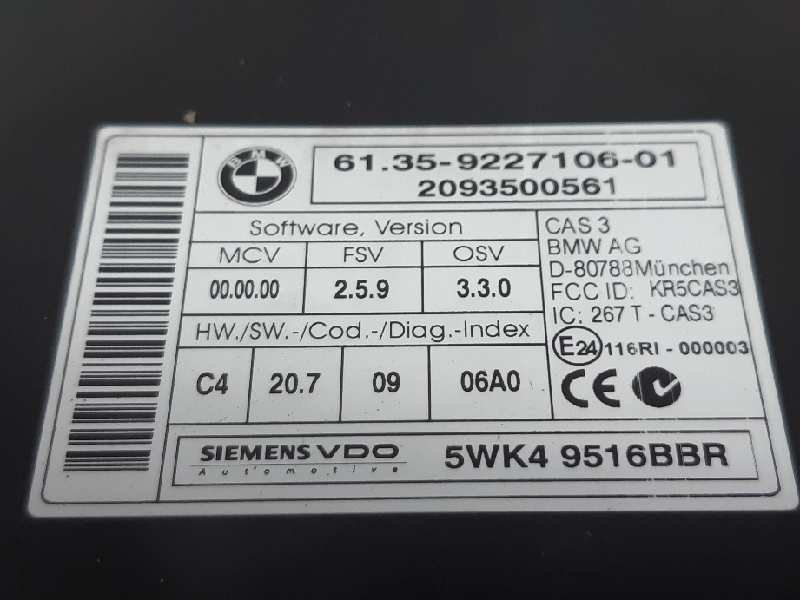 BMW
61.35-9227106-01
2093500561
Software, Version
MCV FSV OSV
00.00.00 2.5.9 3.3.0
HW./SW.-/Cod.-/Diag.-Index
C4 20.7 09 06A0
CAS 3
BMW AG
D-80788München
FCC ID: KR5CAS3
IC: 267 T - CAS3
E24 116RI - 000003
CE
SIEMENS VDO
Automotive
5WK4 9516BBR